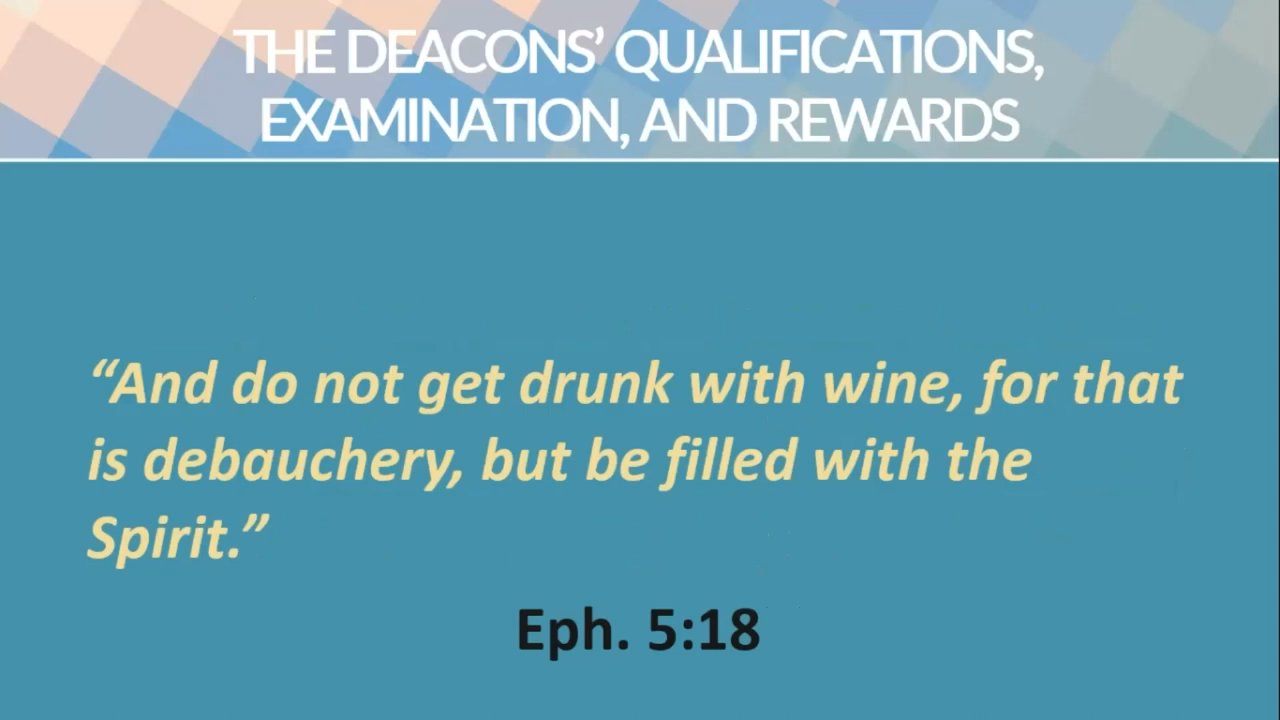 THE DEACONS’ QUALIFICATIONS,
EXAMINATION, AND REWARDS
“And do not get drunk with wine, for that
is debauchery, but be filled with the
Spirit.”
Eph. 5:18